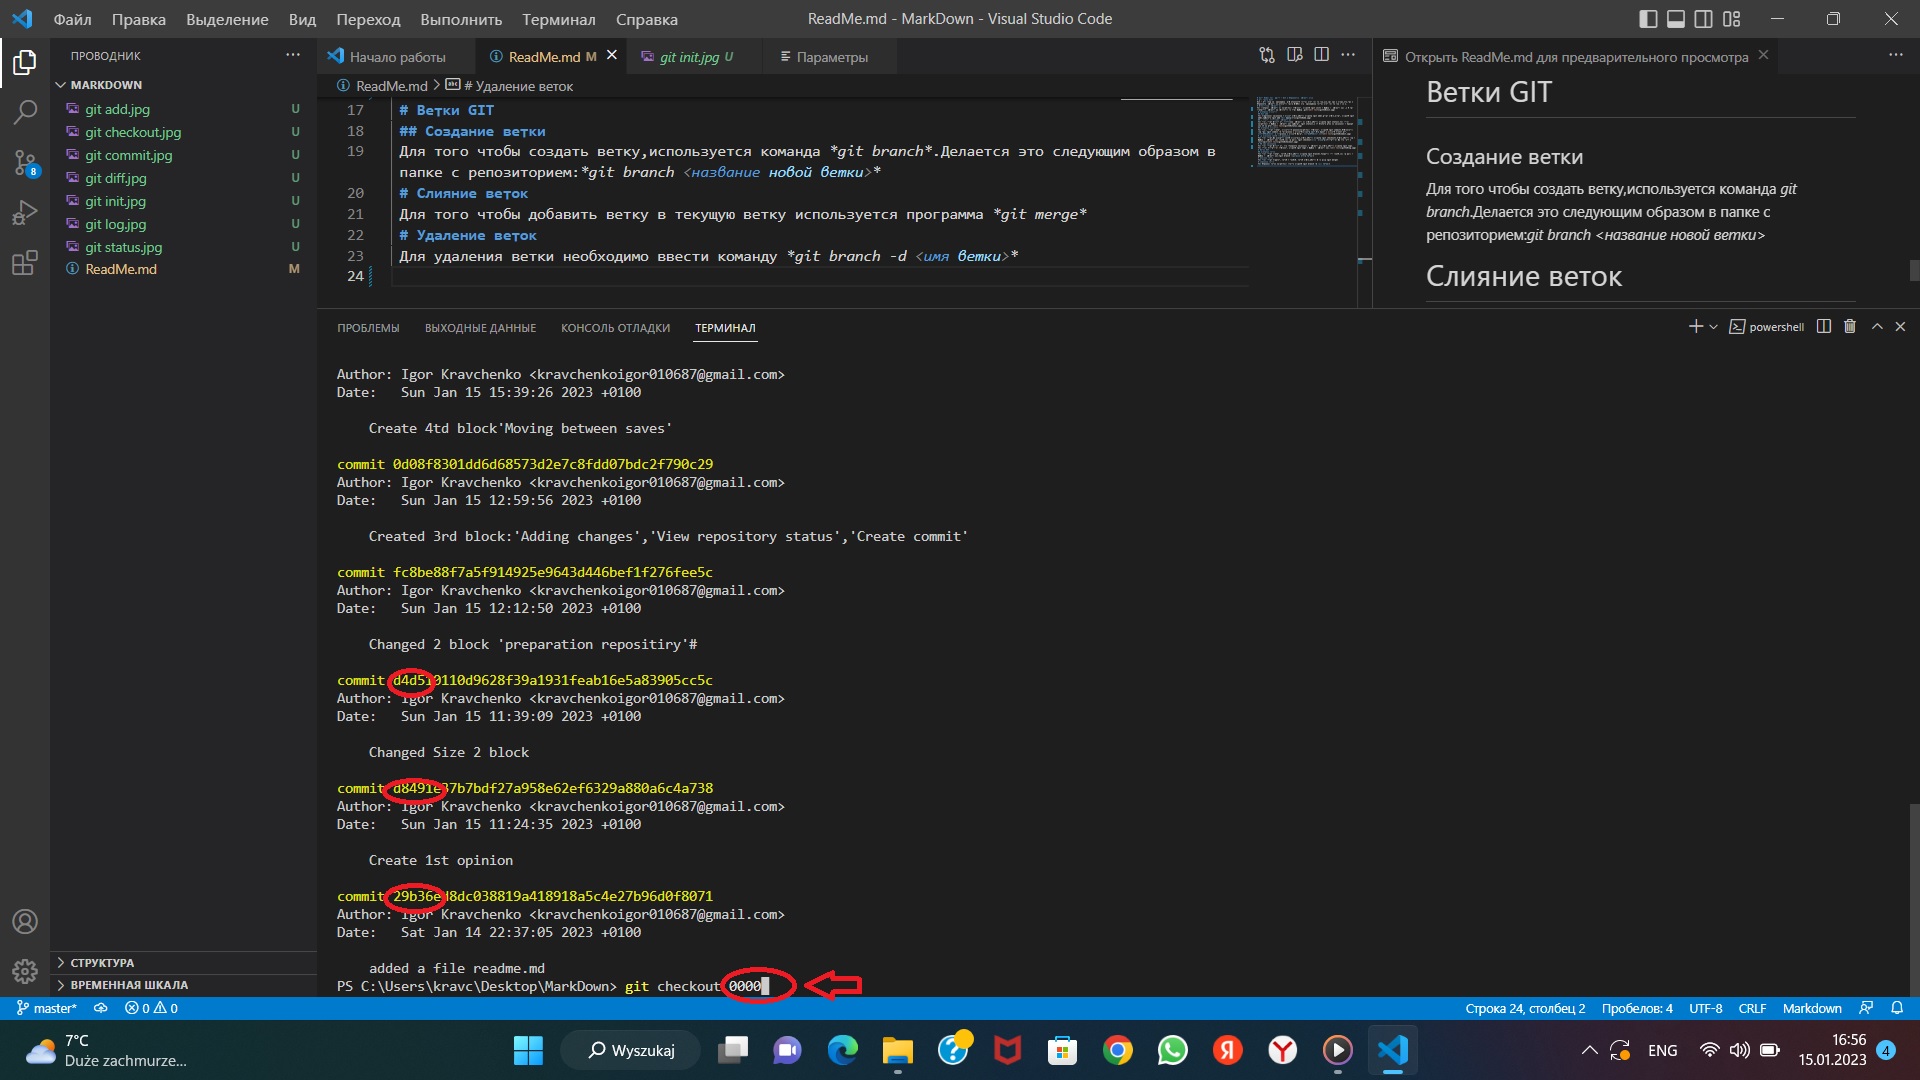 Файл Правка Выделение Вид Переход Выполнить Терминал Справка
ReadMe.md - MarkDown - Visual Studio Code
ПРОВОДНИК
MARKDOWN
git add.jpg U
git checkout.jpg U
git commit.jpg U
git diff.jpg U
git init.jpg U
git log.jpg U
git status.jpg U
ReadMe.md M
8
СТРУКТУРА
ВРЕМЕННАЯ ШКАЛА
Начало работы
ReadMe.md M
git init.jpg U
Параметры
ReadMe.md > # Удаление веток
17 # Ветки GIT
18 ## Создание ветки
19 Для того чтобы создать ветку,используется команда *git branch*.Делается это следующим образом в
папке с репозиторием:*git branch <название новой ветки>*
20 # Слияние веток
21 Для того чтобы добавить ветку в текущую ветку используется программа *git merge*
22 # Удаление веток
23 Для удаления ветки необходимо ввести команду *git branch -d <имя ветки>*
24
Открыть ReadMe.md для предварительного просмотра
Ветки GIT
Создание ветки
Для того чтобы создать ветку,используется команда git
branch.Делается это следующим образом в папке с
репозиторием:git branch <название новой ветки>
Слияние веток
ПРОБЛЕМЫ ВЫХОДНЫЕ ДАННЫЕ КОНСОЛЬ ОТЛАДКИ ТЕРМИНАЛ
powershell
Author: Igor Kravchenko <kravchenkoigor010687@gmail.com>
Date: Sun Jan 15 15:39:26 2023 +0100
Create 4td block'Moving between saves'
commit 0d08f8301dd6d68573d2e7c8fdd07bdc2f790c29
Author: Igor Kravchenko <kravchenkoigor010687@gmail.com>
Date: Sun Jan 15 12:59:56 2023 +0100
Created 3rd block:'Adding changes','View repository status','Create commit'
commit fc8be88f7a5f914925e9643d446bef1f276fee5c
Author: Igor Kravchenko <kravchenkoigor010687@gmail.com>
Date: Sun Jan 15 12:12:50 2023 +0100
Changed 2 block 'preparation repositiry'#
commit d4d510110d9628f39a1931feab16e5a83905cc5c
Author: Igor Kravchenko <kravchenkoigor010687@gmail.com>
Date: Sun Jan 15 11:39:09 2023 +0100
Changed Size 2 block
commit d8491e37b7bdf27a958e62ef6329a880a6c4a738
Author: Igor Kravchenko <kravchenkoigor010687@gmail.com>
Date: Sun Jan 15 11:24:35 2023 +0100
Create 1st opinion
commit 29b36ed8dc038819a418918a5c4e27b96d0f8071
Author: Igor Kravchenko <kravchenkoigor010687@gmail.com>
Date: Sat Jan 14 22:37:05 2023 +0100
added a file readme.md
PS C:\Users\kravc\Desktop\MarkDown> git checkout 0000
master* 0 0
Строка 24, столбец 2 Пробелов: 4 UTF-8 CRLF Markdown
7°C
Duże zachmurze...
Wyszukaj
ENG
16:56
15.01.2023
4